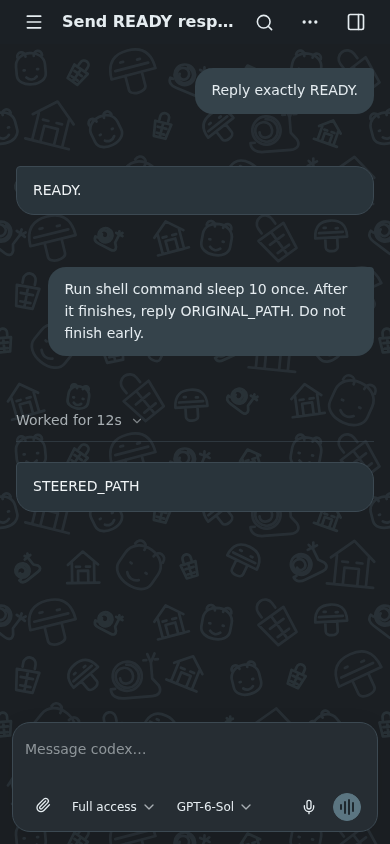 Send READY resp...
Reply exactly READY.
READY.
Run shell command sleep 10 once. After
it finishes, reply ORIGINAL_PATH. Do not
finish early.
Worked for 12s
STEERED_PATH
Message codex...
Full access
GPT-6-Sol